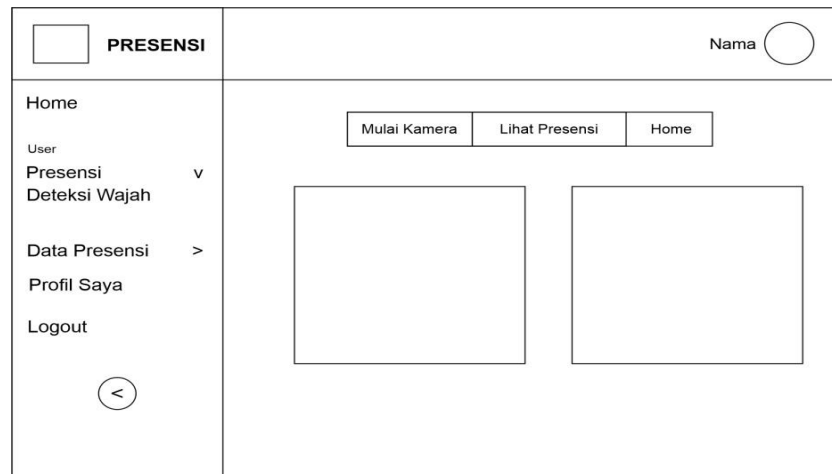 PRESENSI
Nama
Home
User
Presensi v
Deteksi Wajah
Data Presensi >
Profil Saya
Logout
<
Mulai Kamera Lihat Presensi Home